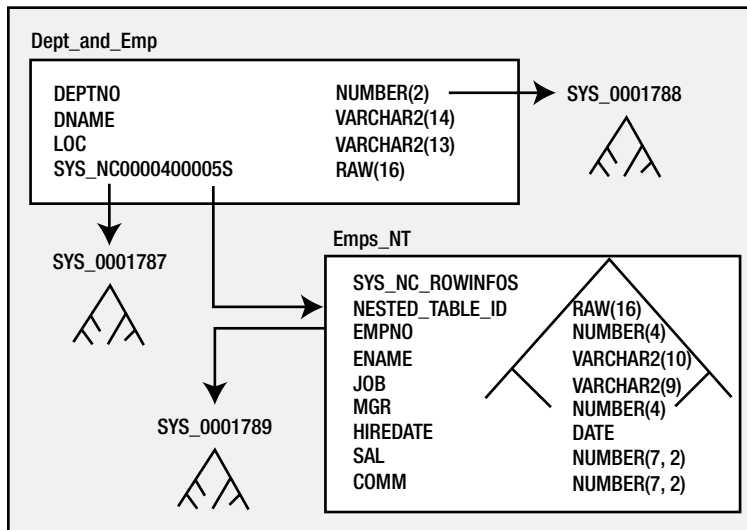 Dept_and_Emp
DEPTNO NUMBER(2) SYS_0001788
DNAME VARCHAR2(14)
LOC VARCHAR2(13)
SYS_NC0000400005S RAW(16)
SYS_0001787
Emps_NT
SYS_NC_ROWINFOS
NESTED_TABLE_ID RAW(16)
EMPNO NUMBER(4)
ENAME VARCHAR2(10)
JOB VARCHAR2(9)
MGR NUMBER(4)
HIREDATE DATE
SAL NUMBER(7, 2)
COMM NUMBER(7, 2)
SYS_0001789